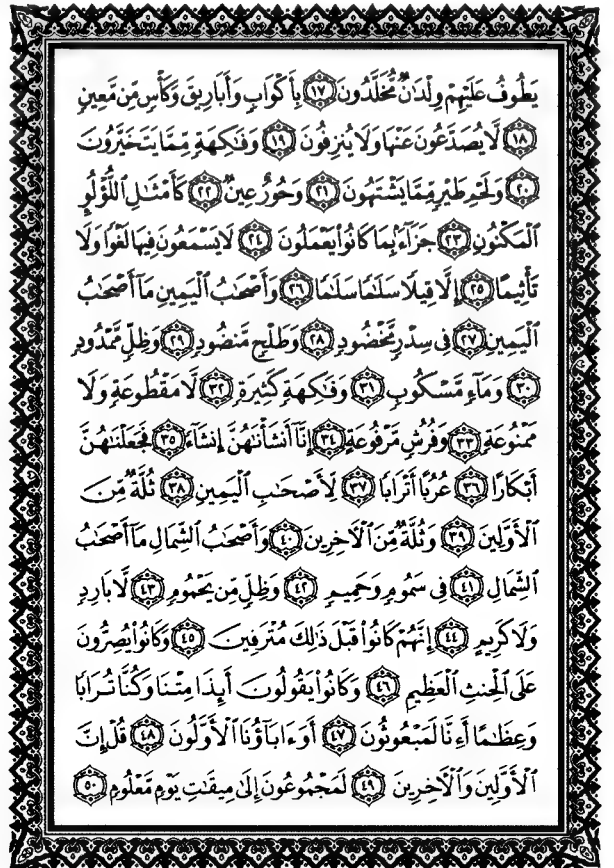 يَطُوفُ عَلَيْهِمْ وِلْدَٰنٌ مُّخَلَّدُونَ ١٧ بِأَكْوَابٍ وَأَبَارِيقَ وَكَأْسٍ مِّن مَّعِينٍ
١٨ لَّا يُصَدَّعُونَ عَنْهَا وَلَا يُنزِفُونَ ١٩ وَفَٰكِهَةٍ مِّمَّا يَتَخَيَّرُونَ
٢٠ وَلَحْمِ طَيْرٍ مِّمَّا يَشْتَهُونَ ٢١ وَحُورٌ عِينٌ ٢٢ كَأَمْثَٰلِ ٱللُّؤْلُؤِ
ٱلْمَكْنُونِ ٢٣ جَزَآءًۢ بِمَا كَانُوا۟ يَعْمَلُونَ ٢٤ لَا يَسْمَعُونَ فِيهَا لَغْوًا وَلَا
تَأْثِيمًا ٢٥ إِلَّا قِيلًا سَلَٰمًا سَلَٰمًا ٢٦ وَأَصْحَٰبُ ٱلْيَمِينِ مَآ أَصْحَٰبُ
ٱلْيَمِينِ ٢٧ فِى سِدْرٍ مَّخْضُودٍ ٢٨ وَطَلْحٍ مَّنضُودٍ ٢٩ وَظِلٍّ مَّمْدُودٍ
٣٠ وَمَآءٍ مَّسْكُوبٍ ٣١ وَفَٰكِهَةٍ كَثِيرَةٍ ٣٢ لَّا مَقْطُوعَةٍ وَلَا
مَمْنُوعَةٍ ٣٣ وَفُرُشٍ مَّرْفُوعَةٍ ٣٤ إِنَّآ أَنشَأْنَٰهُنَّ إِنشَآءً ٣٥ فَجَعَلْنَٰهُنَّ
أَبْكَارًا ٣٦ عُرُبًا أَتْرَابًا ٣٧ لِّأَصْحَٰبِ ٱلْيَمِينِ ٣٨ ثُلَّةٌ مِّنَ
ٱلْأَوَّلِينَ ٣٩ وَثُلَّةٌ مِّنَ ٱلْءَاخِرِينَ ٤٠ وَأَصْحَٰبُ ٱلشِّمَالِ مَآ أَصْحَٰبُ
ٱلشِّمَالِ ٤١ فِى سَمُومٍ وَحَمِيمٍ ٤٢ وَظِلٍّ مِّن يَحْمُومٍ ٤٣ لَّا بَارِدٍ
وَلَا كَرِيمٍ ٤٤ إِنَّهُمْ كَانُوا۟ قَبْلَ ذَٰلِكَ مُتْرَفِينَ ٤٥ وَكَانُوا۟ يُصِرُّونَ
عَلَى ٱلْحِنثِ ٱلْعَظِيمِ ٤٦ وَكَانُوا۟ يَقُولُونَ أَئِذَا مِتْنَا وَكُنَّا تُرَابًا
وَعِظَٰمًا أَءِنَّا لَمَبْعُوثُونَ ٤٧ أَوَءَابَآؤُنَا ٱلْأَوَّلُونَ ٤٨ قُلْ إِنَّ
ٱلْأَوَّلِينَ وَٱلْءَاخِرِينَ ٤٩ لَمَجْمُوعُونَ إِلَىٰ مِيقَٰتِ يَوْمٍ مَّعْلُومٍ ٥٠